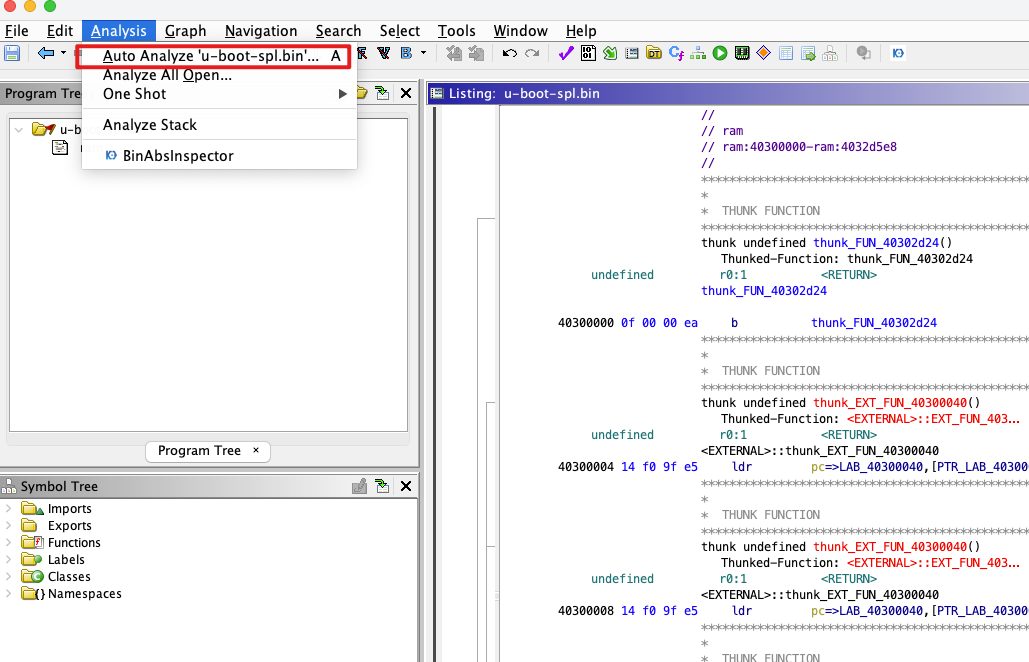 File Edit Analysis Graph Navigation Search Select Tools Window Help
Auto Analyze 'u-boot-spl.bin'... A
Analyze All Open...
One Shot
Analyze Stack
BinAbsInspector
Program Tre
u-b
Program Tree ×
Symbol Tree
Imports
Exports
Functions
Labels
Classes
Namespaces
Listing: u-boot-spl.bin
//
// ram
// ram:40300000-ram:4032d5e8
//
************************************************
*
* THUNK FUNCTION
************************************************
thunk undefined thunk_FUN_40302d24()
Thunked-Function: thunk_FUN_40302d24
undefined r0:1 <RETURN>
thunk_FUN_40302d24
40300000 0f 00 00 ea b thunk_FUN_40302d24
************************************************
*
* THUNK FUNCTION
************************************************
thunk undefined thunk_EXT_FUN_40300040()
Thunked-Function: <EXTERNAL>::EXT_FUN_403...
undefined r0:1 <RETURN>
<EXTERNAL>::thunk_EXT_FUN_40300040
40300004 14 f0 9f e5 ldr pc=>LAB_40300040,[PTR_LAB_403000
************************************************
*
* THUNK FUNCTION
************************************************
thunk undefined thunk_EXT_FUN_40300040()
Thunked-Function: <EXTERNAL>::EXT_FUN_403...
undefined r0:1 <RETURN>
<EXTERNAL>::thunk_EXT_FUN_40300040
40300008 14 f0 9f e5 ldr pc=>LAB_40300040,[PTR_LAB_403000
************************************************
*
* THUNK FUNCTION